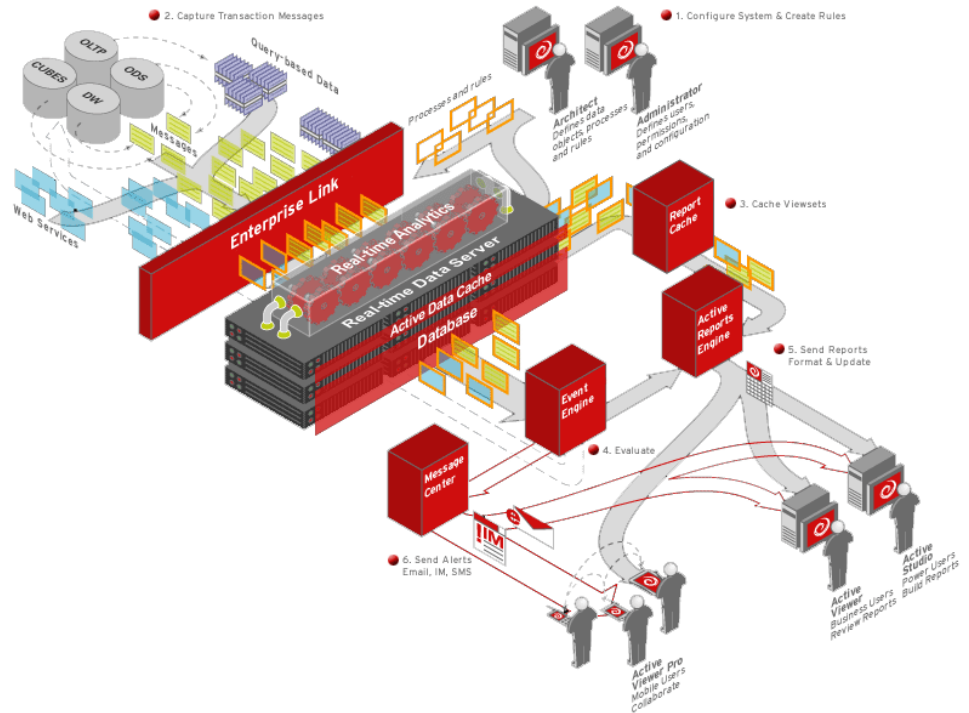 2. Capture Transaction Messages
1. Configure System & Create Rules
OLTP
CUBES
ODS
DW
Query-based Data
Messages
Web Services
Processes and rules
Architect
Defines data
objects, processes
and rules
Administrator
Defines users,
permissions,
and configuration
Enterprise Link
Real-time Analytics
Real-time Data Server
Active Data Cache
Database
Report
Cache
3. Cache Viewsets
Active
Reports
Engine
5. Send Reports
Format & Update
Event
Engine
4. Evaluate
Message
Center
!IM
6. Send Alerts
Email, IM, SMS
Active
Studio
Power Users
Build Reports
Active
Viewer
Business Users
Review Reports
Active
Viewer Pro
Mobile Users
Collaborate